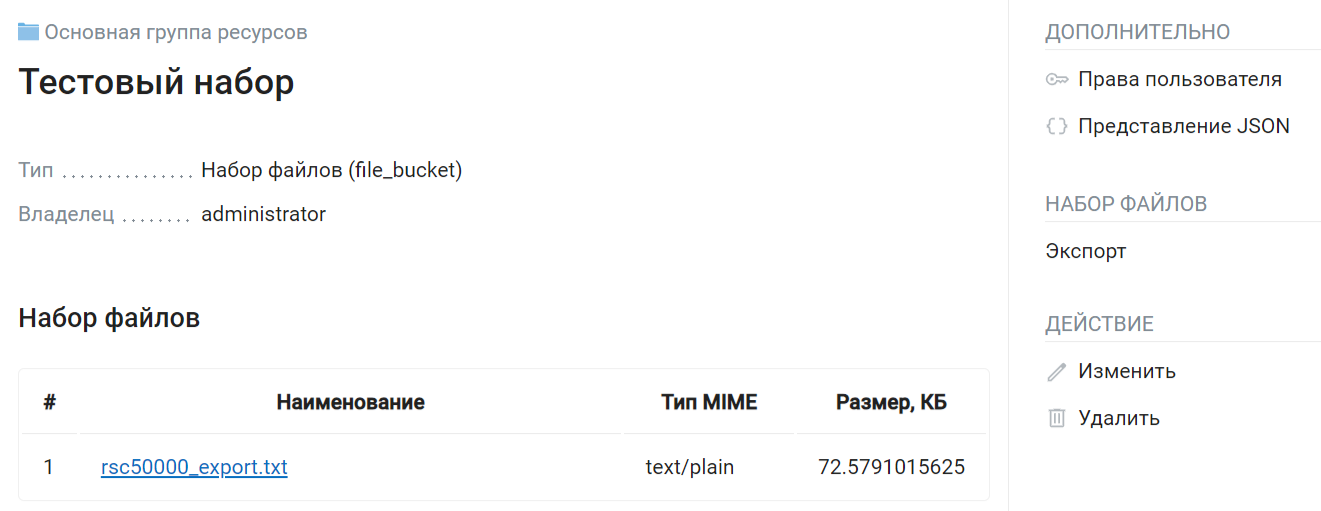 Основная группа ресурсов
Тестовый набор
Тип .............. Набор файлов (file_bucket)
Владелец ........ administrator
Набор файлов
# Наименование Тип MIME Размер, КБ
1 rsc50000_export.txt text/plain 72.5791015625
ДОПОЛНИТЕЛЬНО
Права пользователя
Представление JSON
НАБОР ФАЙЛОВ
Экспорт
ДЕЙСТВИЕ
Изменить
Удалить